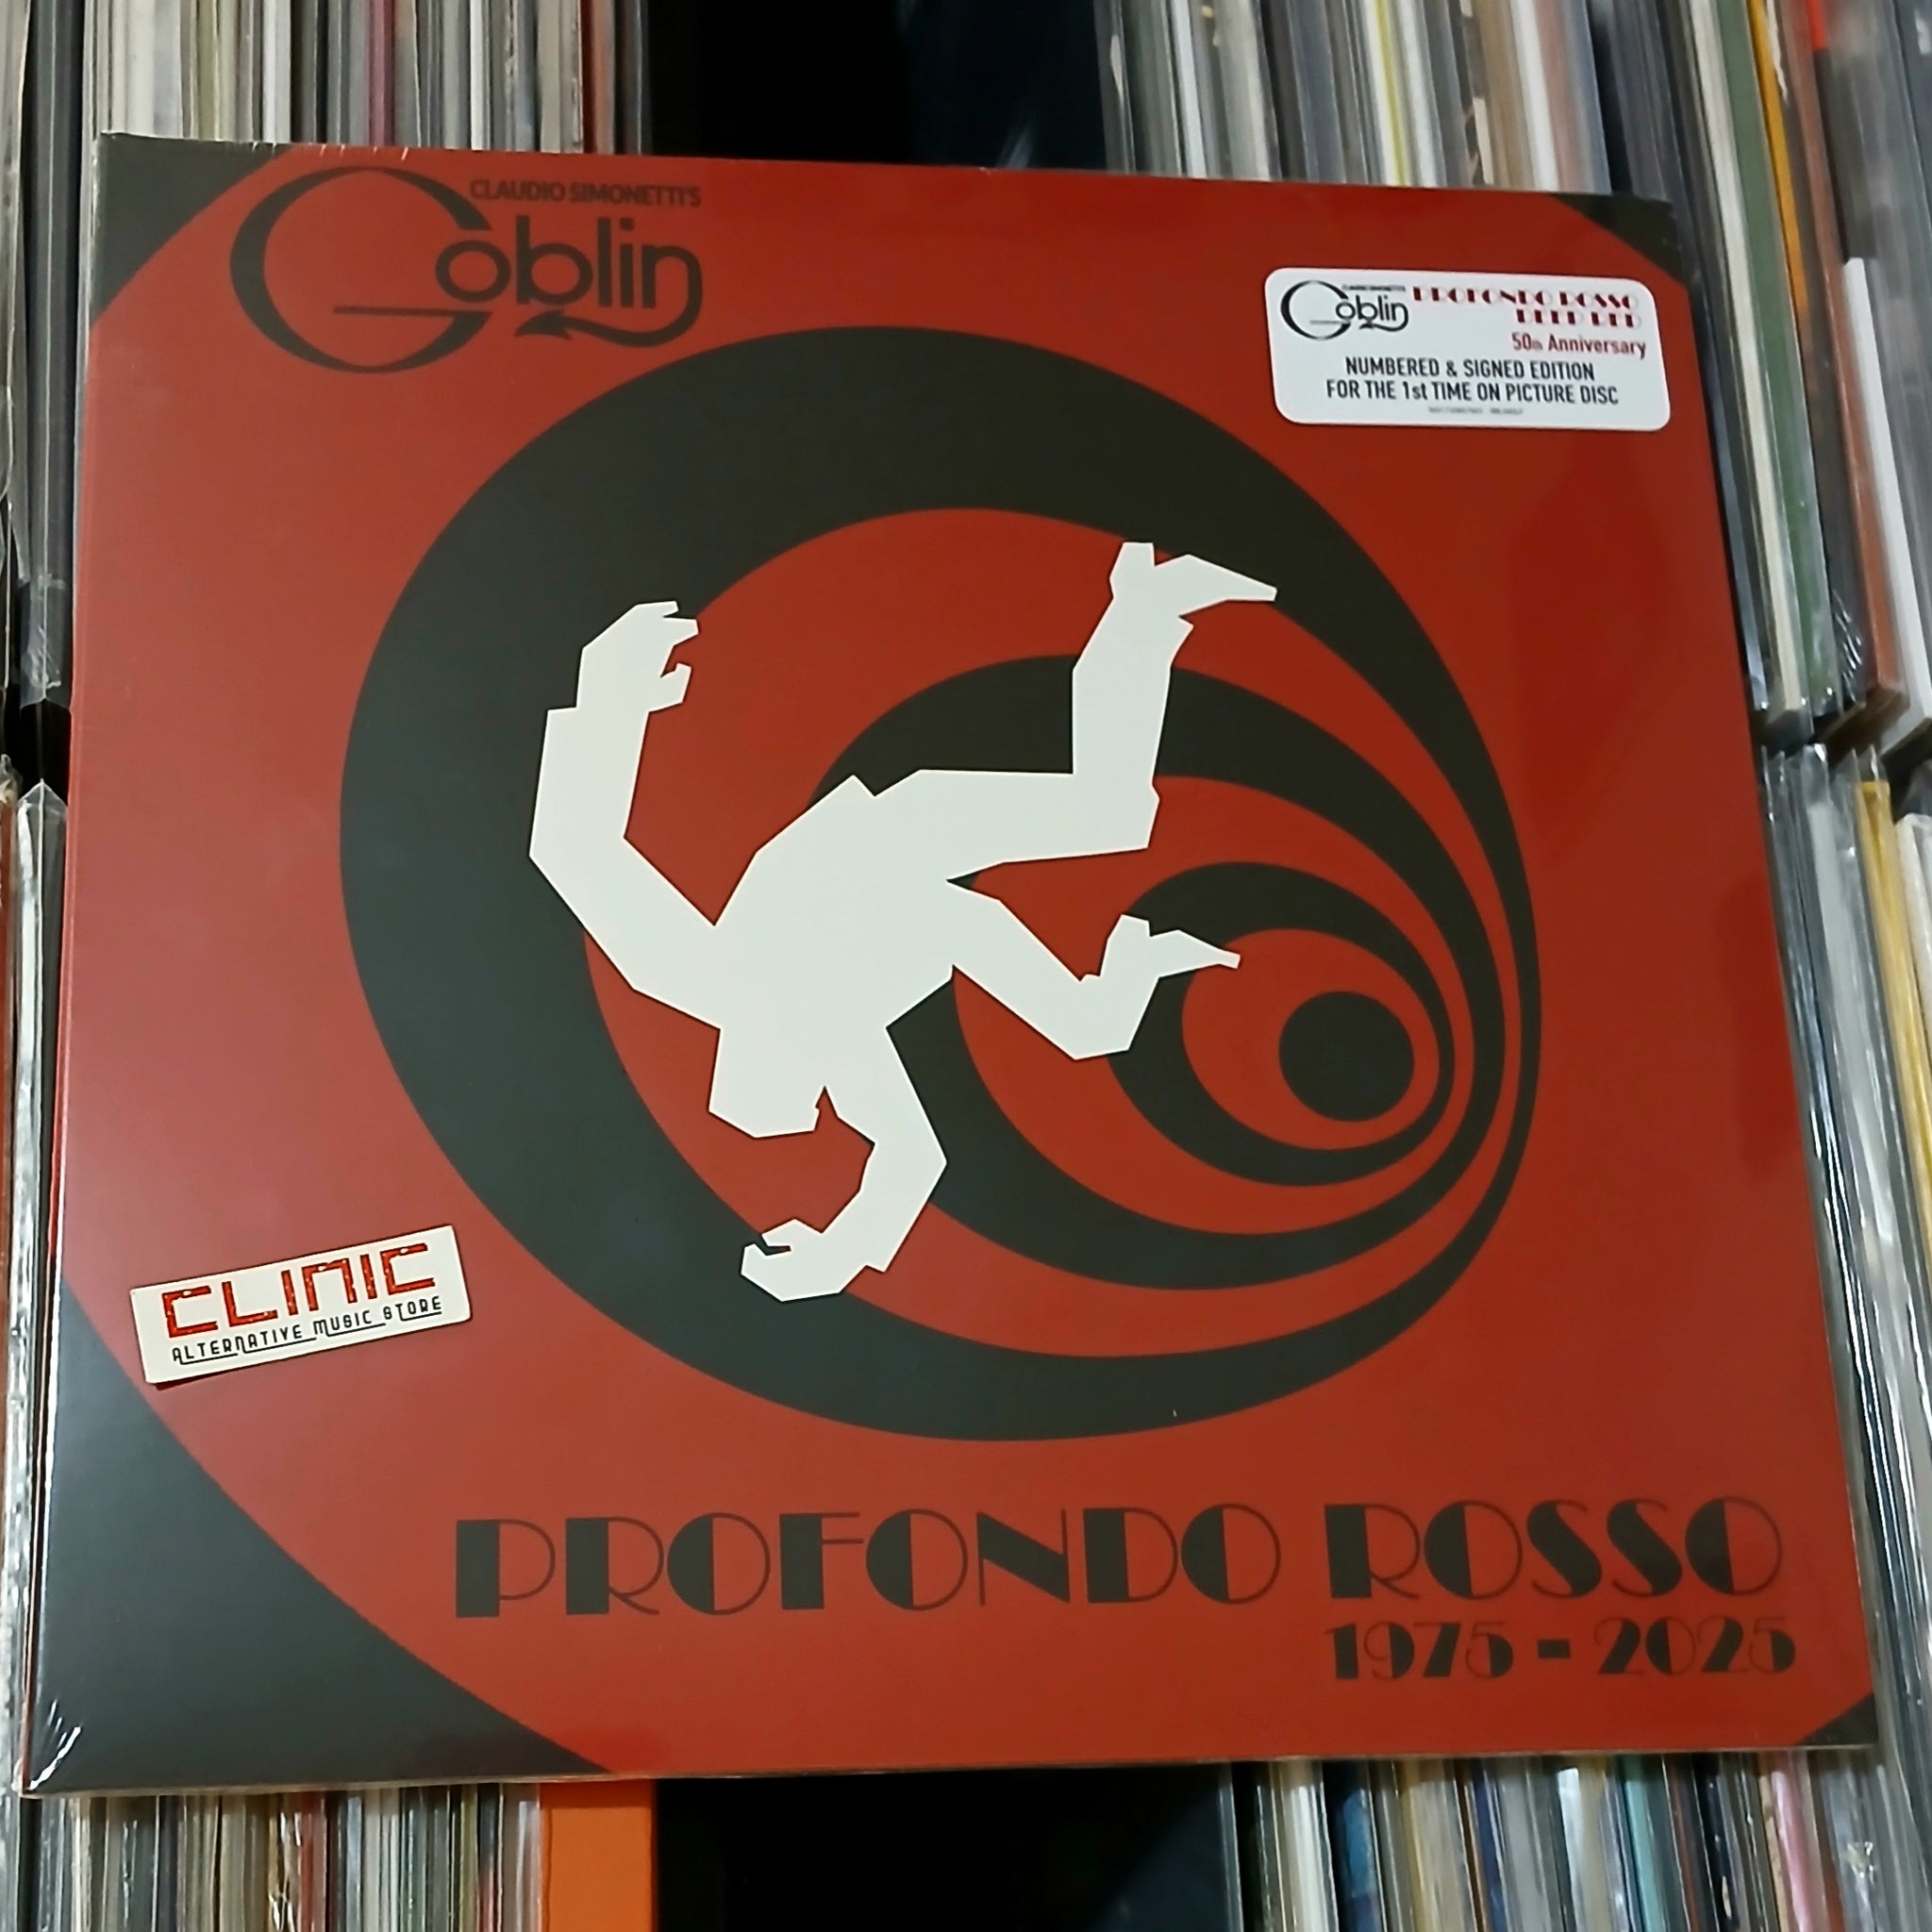 CLAUDIO SIMONETTI'S
Goblin
Goblin
PROFONDO ROSSO
DEEP RED
50th Anniversary
NUMBERED & SIGNED EDITION
FOR THE 1st TIME ON PICTURE DISC
CLINIC
ALTERNATIVE MUSIC STORE
PROFONDO ROSSO
1975 - 2025